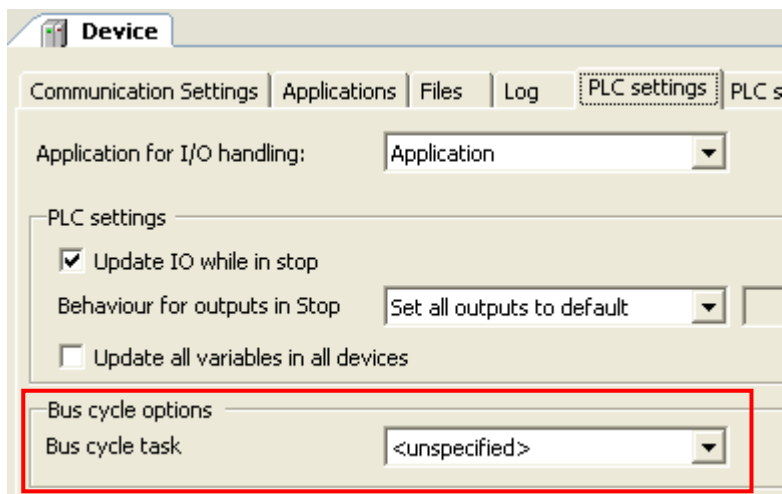 Device
Communication Settings Applications Files Log PLC settings PLC s
Application for I/O handling: Application
PLC settings
Update IO while in stop
Behaviour for outputs in Stop Set all outputs to default
Update all variables in all devices
Bus cycle options
Bus cycle task <unspecified>